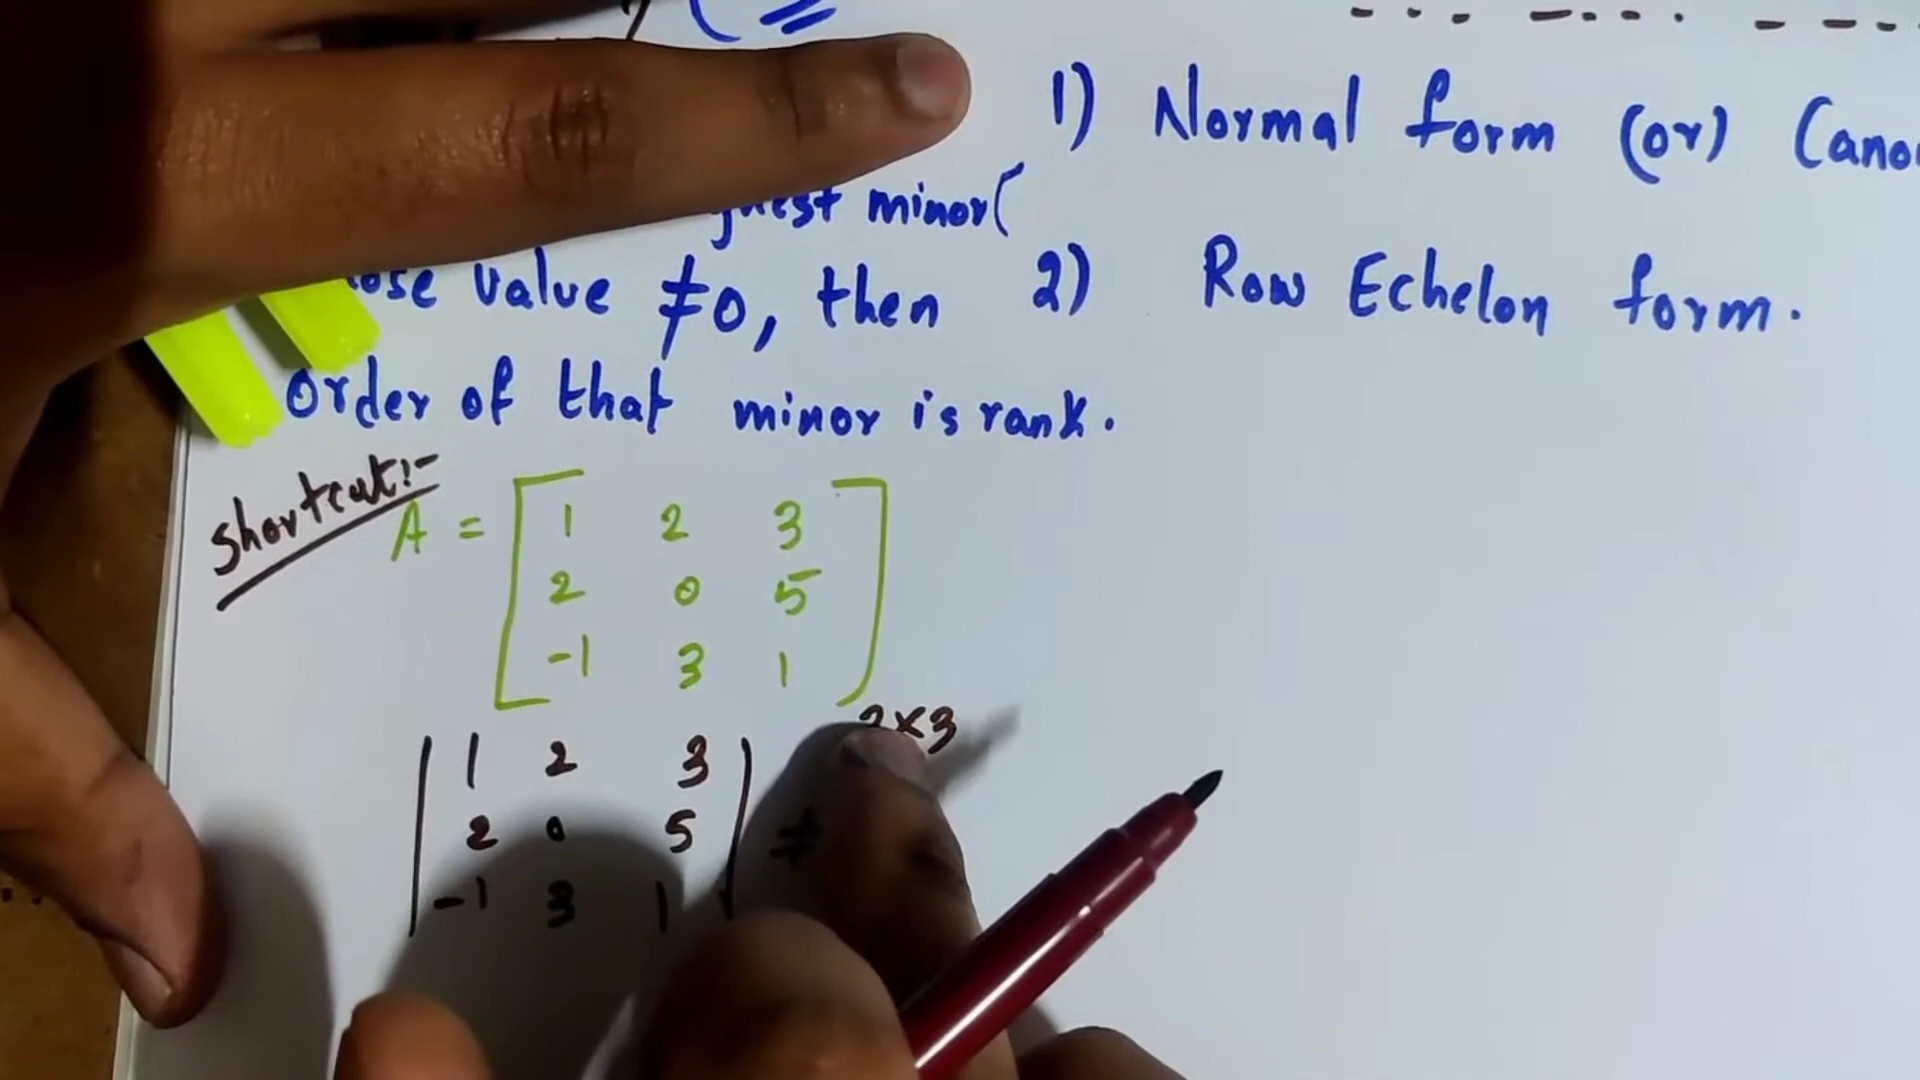 1) Normal form (or)
minor(
value ≠0, then
2) Row Echelon form.
order of that minor is rank.
Shortcut:-
A = [ 1 2 3
2 0 5
-1 3 1 ]
×3
| 1 2 3 |
2 0 5 ≠
-1 3 1